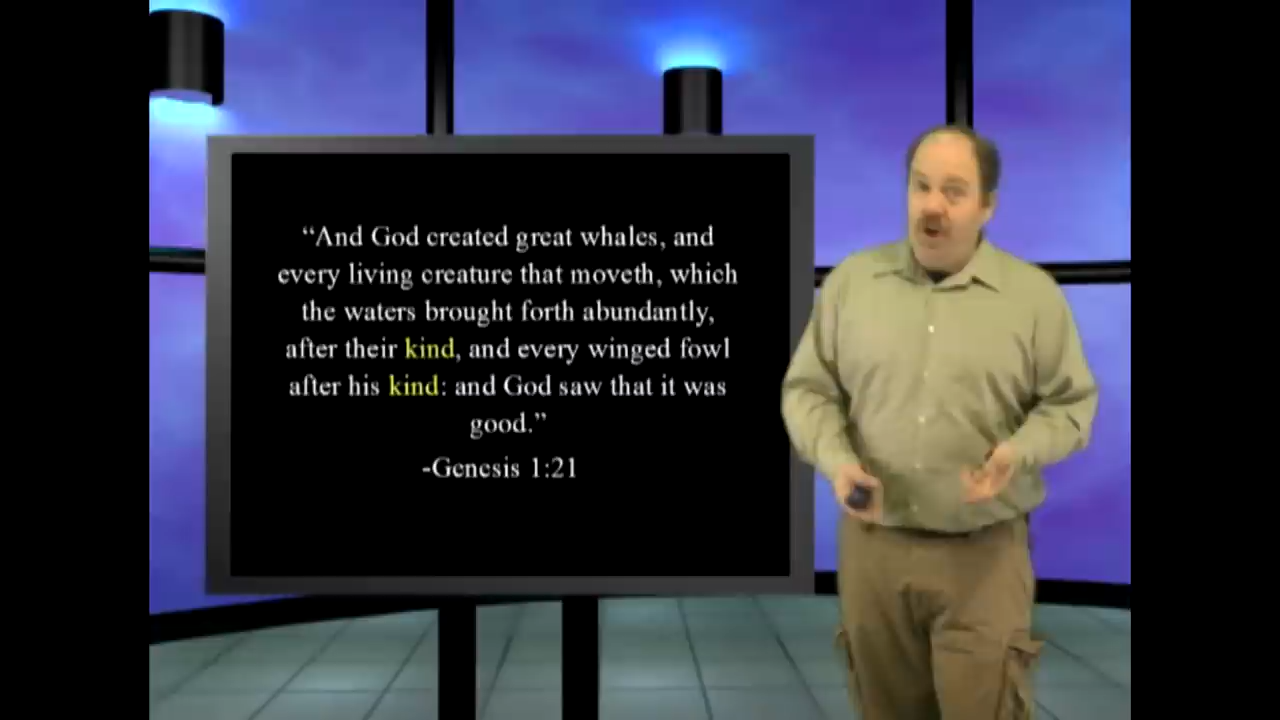 “And God created great whales, and
every living creature that moveth, which
the waters brought forth abundantly,
after their kind, and every winged fowl
after his kind: and God saw that it was
good.”
-Genesis 1:21